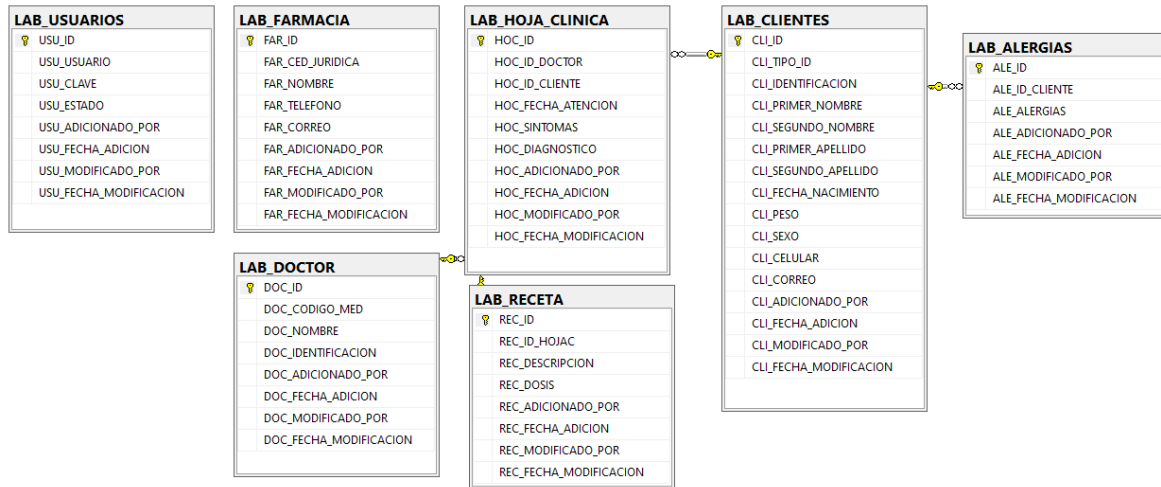 LAB_USUARIOS
USU_ID
USU_USUARIO
USU_CLAVE
USU_ESTADO
USU_ADICIONADO_POR
USU_FECHA_ADICION
USU_MODIFICADO_POR
USU_FECHA_MODIFICACION
LAB_FARMACIA
FAR_ID
FAR_CED_JURIDICA
FAR_NOMBRE
FAR_TELEFONO
FAR_CORREO
FAR_ADICIONADO_POR
FAR_FECHA_ADICION
FAR_MODIFICADO_POR
FAR_FECHA_MODIFICACION
LAB_HOJA_CLINICA
HOC_ID
HOC_ID_DOCTOR
HOC_ID_CLIENTE
HOC_FECHA_ATENCION
HOC_SINTOMAS
HOC_DIAGNOSTICO
HOC_ADICIONADO_POR
HOC_FECHA_ADICION
HOC_MODIFICADO_POR
HOC_FECHA_MODIFICACION
LAB_CLIENTES
CLI_ID
CLI_TIPO_ID
CLI_IDENTIFICACION
CLI_PRIMER_NOMBRE
CLI_SEGUNDO_NOMBRE
CLI_PRIMER_APELLIDO
CLI_SEGUNDO_APELLIDO
CLI_FECHA_NACIMIENTO
CLI_PESO
CLI_SEXO
CLI_CELULAR
CLI_CORREO
CLI_ADICIONADO_POR
CLI_FECHA_ADICION
CLI_MODIFICADO_POR
CLI_FECHA_MODIFICACION
LAB_ALERGIAS
ALE_ID
ALE_ID_CLIENTE
ALE_ALERGIAS
ALE_ADICIONADO_POR
ALE_FECHA_ADICION
ALE_MODIFICADO_POR
ALE_FECHA_MODIFICACION
LAB_DOCTOR
DOC_ID
DOC_CODIGO_MED
DOC_NOMBRE
DOC_IDENTIFICACION
DOC_ADICIONADO_POR
DOC_FECHA_ADICION
DOC_MODIFICADO_POR
DOC_FECHA_MODIFICACION
LAB_RECETA
REC_ID
REC_ID_HOJAC
REC_DESCRIPCION
REC_DOSIS
REC_ADICIONADO_POR
REC_FECHA_ADICION
REC_MODIFICADO_POR
REC_FECHA_MODIFICACION